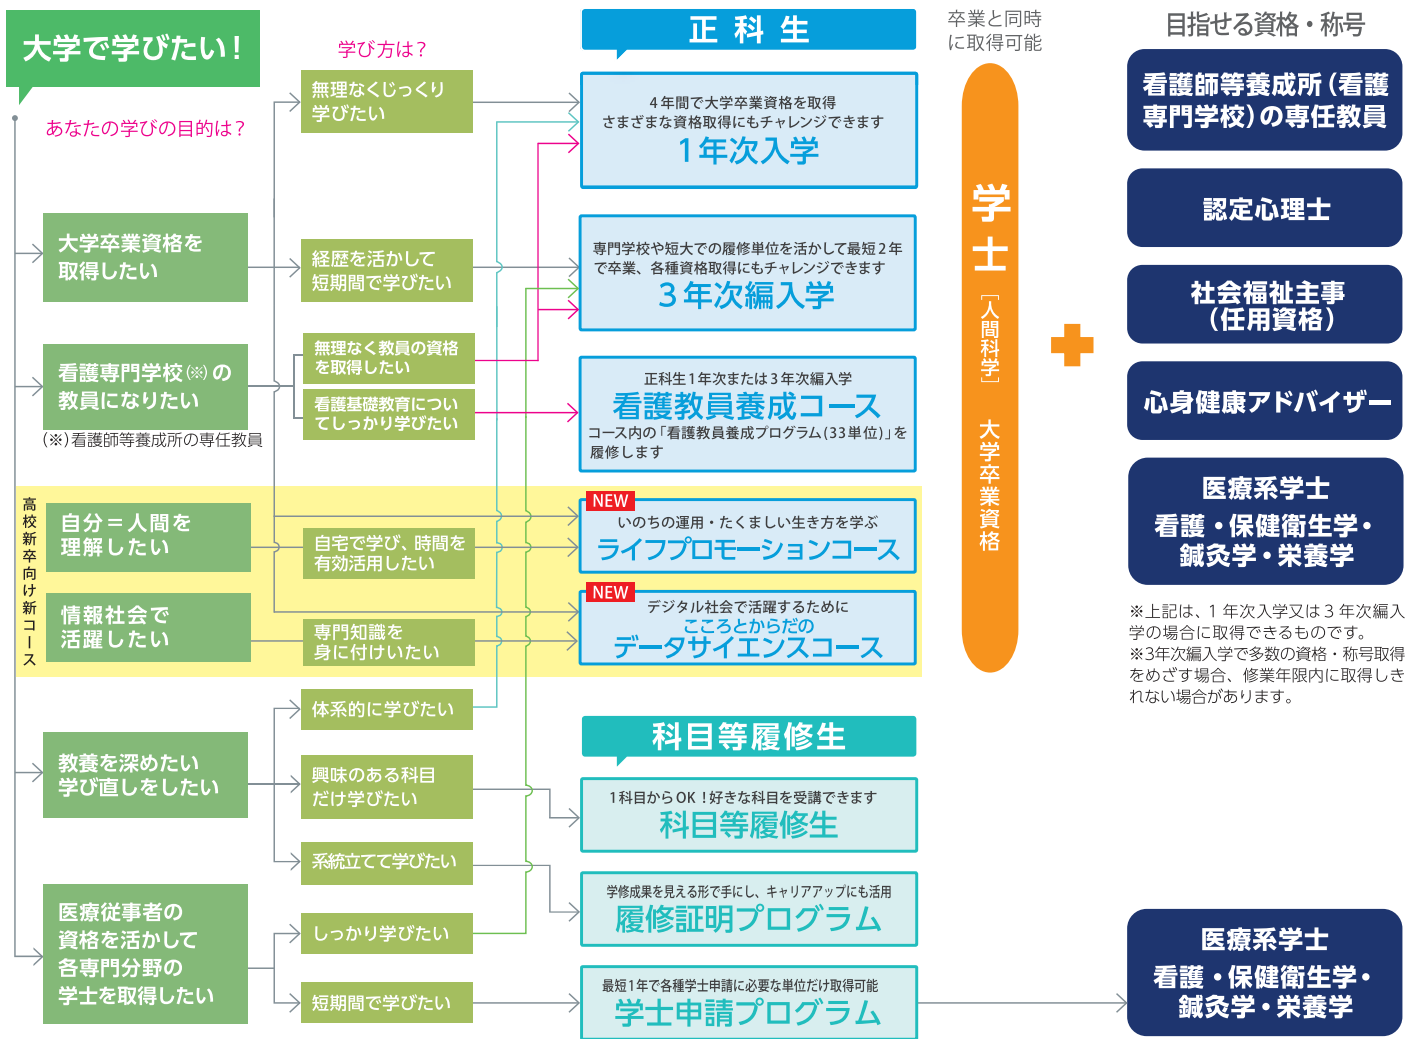 大学で学びたい！
あなたの学びの目的は？
学び方は？
正科生
卒業と同時
に取得可能
目指せる資格・称号
大学卒業資格を
取得したい
看護専門学校(※)の
教員になりたい
(※)看護師等養成所の専任教員
高校新卒向け新コース
自分＝人間を
理解したい
情報社会で
活躍したい
教養を深めたい
学び直しをしたい
医療従事者の
資格を活かして
各専門分野の
学士を取得したい
無理なくじっくり
学びたい
経歴を活かして
短期間で学びたい
無理なく教員の資格
を取得したい
看護基礎教育につい
てしっかり学びたい
自宅で学び、時間を
有効活用したい
専門知識を
身に付けいたい
体系的に学びたい
興味のある科目
だけ学びたい
系統立てて学びたい
しっかり学びたい
短期間で学びたい
4年間で大学卒業資格を取得
さまざまな資格取得にもチャレンジできます
1年次入学
専門学校や短大での履修単位を活かして最短2年
で卒業、各種資格取得にもチャレンジできます
3年次編入学
正科生1年次または3年次編入学
看護教員養成コース
コース内の「看護教員養成プログラム(33単位)」を
履修します
NEW
いのちの運用・たくましい生き方を学ぶ
ライフプロモーションコース
NEW
デジタル社会で活躍するために
こころとからだの
データサイエンスコース
科目等履修生
1科目からOK！好きな科目を受講できます
科目等履修生
学修成果を見える形で手にし、キャリアアップにも活用
履修証明プログラム
最短1年で各種学士申請に必要な単位だけ取得可能
学士申請プログラム
学士［人間科学］ 大学卒業資格
看護師等養成所（看護
専門学校）の専任教員
認定心理士
社会福祉主事
（任用資格）
心身健康アドバイザー
医療系学士
看護・保健衛生学・
鍼灸学・栄養学
※上記は、1年次入学又は3年次編入
学の場合に取得できるものです。
※3年次編入学で多数の資格・称号取得
をめざす場合、修業年限内に取得しき
れない場合があります。
医療系学士
看護・保健衛生学・
鍼灸学・栄養学